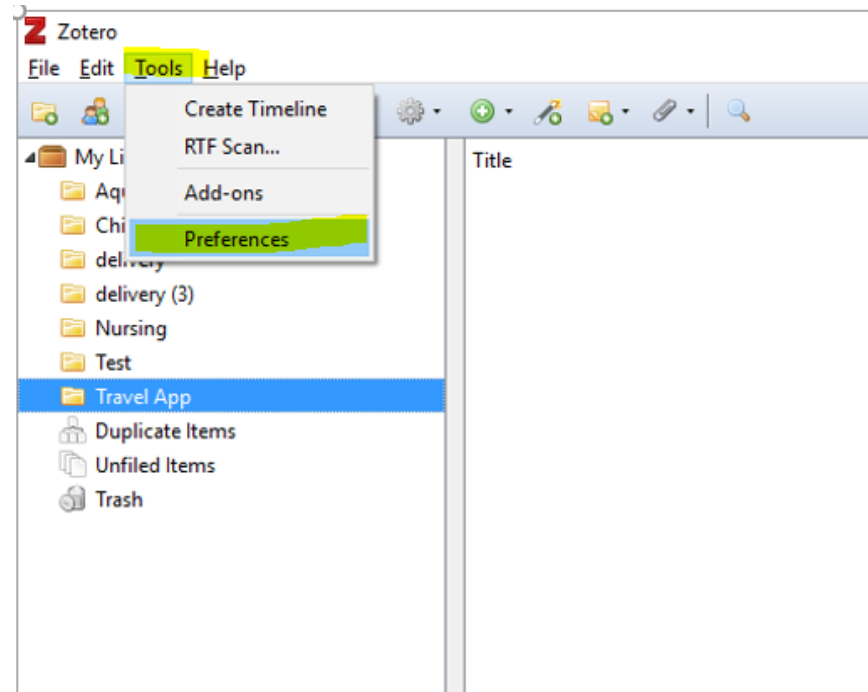 Zotero
File Edit Tools Help
Create Timeline
RTF Scan...
Add-ons
Preferences
Title
My Li
Aq
Chi
delivery
delivery (3)
Nursing
Test
Travel App
Duplicate Items
Unfiled Items
Trash